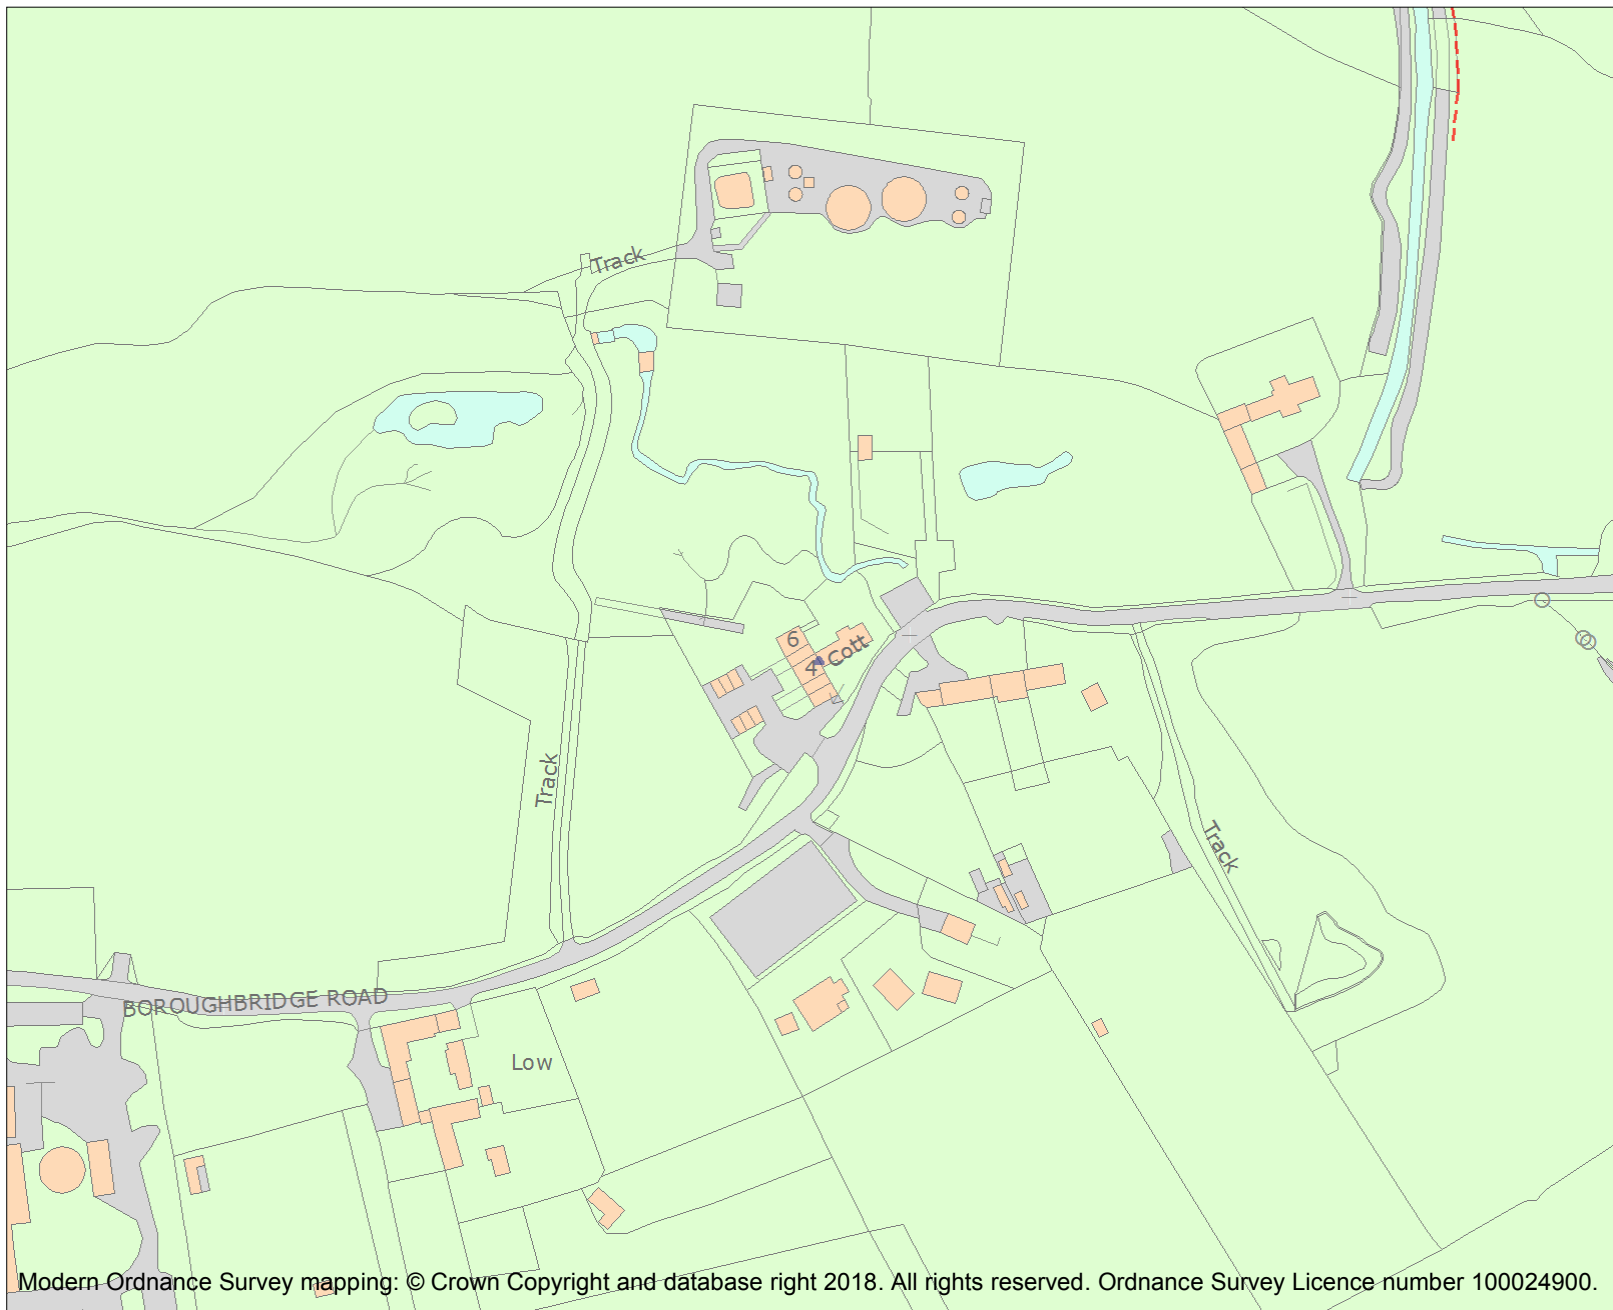 Track
6
4 Cott
Track
Track
BOROUGHBRIDGE ROAD
Low
Modern Ordnance Survey mapping: © Crown Copyright and database right 2018. All rights reserved. Ordnance Survey Licence number 100024900.